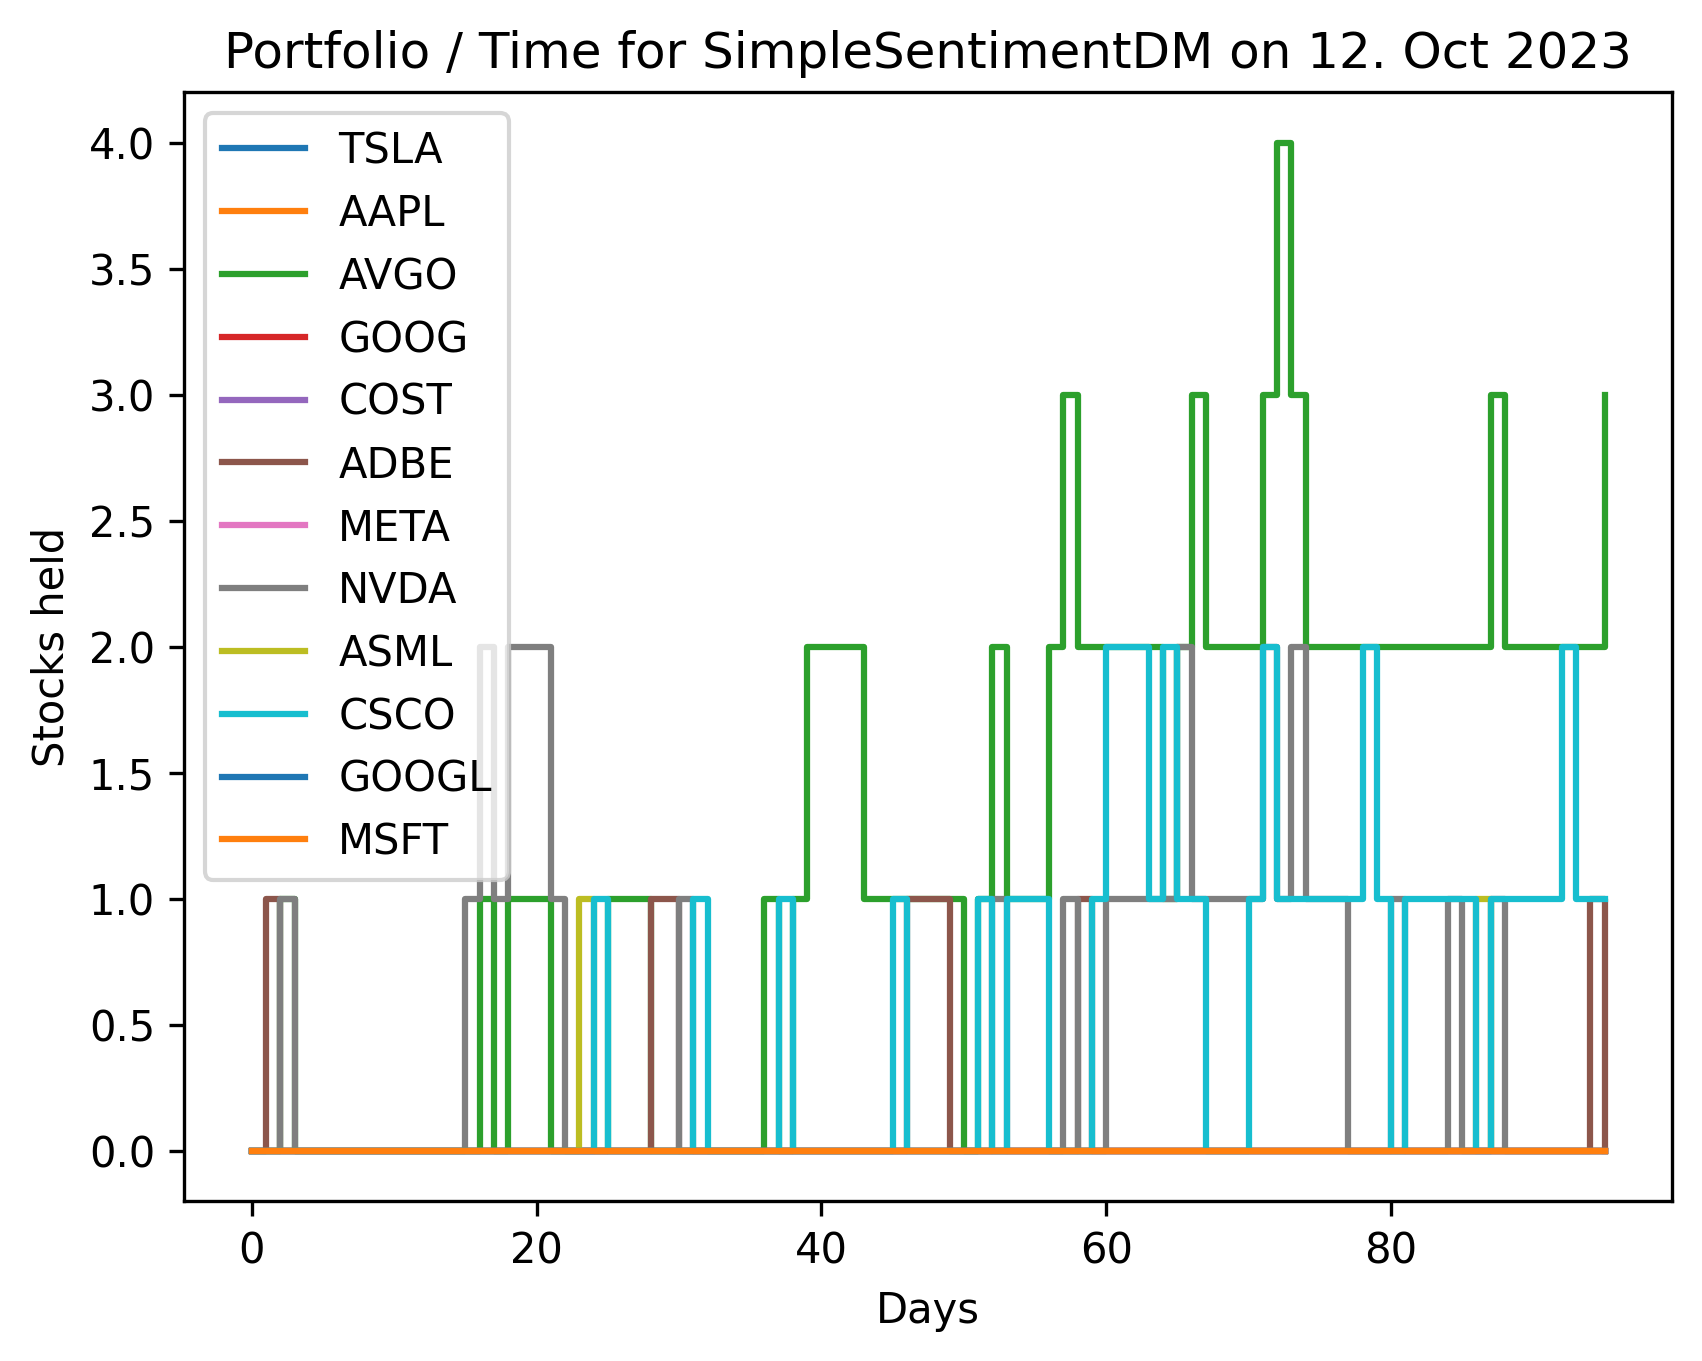 Portfolio / Time for SimpleSentimentDM on 12. Oct 2023
TSLA
AAPL
AVGO
GOOG
COST
ADBE
META
NVDA
ASML
CSCO
GOOGL
MSFT
4.0
3.5
3.0
2.5
2.0
1.5
1.0
0.5
0.0
Stocks held
0 20 40 60 80
Days